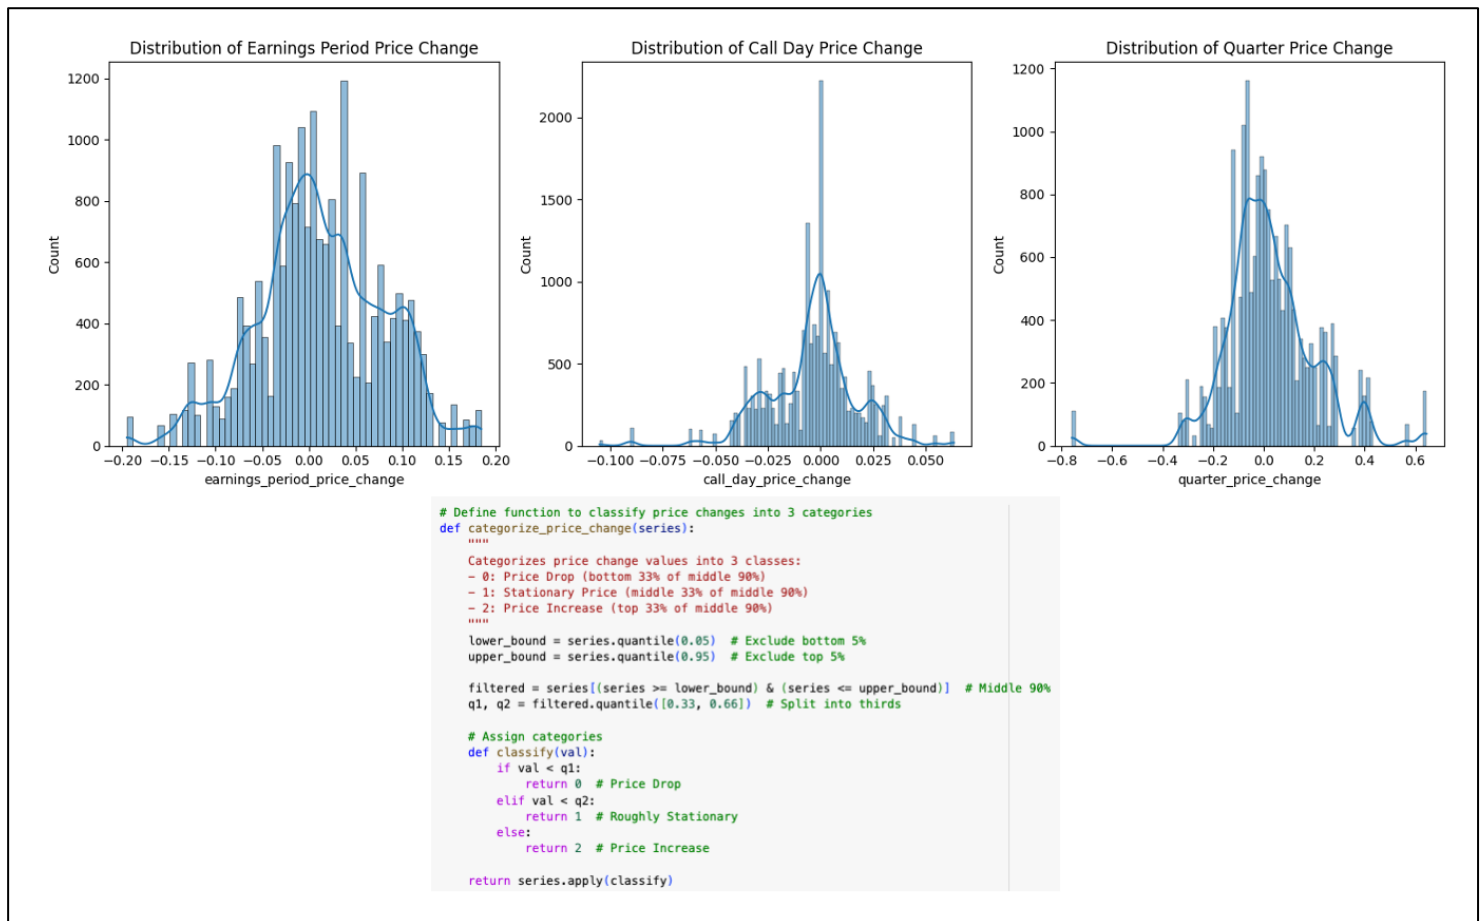 Distribution of Earnings Period Price Change
1200
1000
800
600
400
200
0
Count
−0.20 −0.15 −0.10 −0.05 0.00 0.05 0.10 0.15 0.20
earnings_period_price_change
Distribution of Call Day Price Change
2000
1500
1000
500
0
Count
−0.100 −0.075 −0.050 −0.025 0.000 0.025 0.050
call_day_price_change
Distribution of Quarter Price Change
1200
1000
800
600
400
200
0
Count
−0.8 −0.6 −0.4 −0.2 0.0 0.2 0.4 0.6
quarter_price_change
# Define function to classify price changes into 3 categories
def categorize_price_change(series):
"""
Categorizes price change values into 3 classes:
- 0: Price Drop (bottom 33% of middle 90%)
- 1: Stationary Price (middle 33% of middle 90%)
- 2: Price Increase (top 33% of middle 90%)
"""
lower_bound = series.quantile(0.05)  # Exclude bottom 5%
upper_bound = series.quantile(0.95)  # Exclude top 5%
filtered = series[(series >= lower_bound) & (series <= upper_bound)]  # Middle 90%
q1, q2 = filtered.quantile([0.33, 0.66])  # Split into thirds
# Assign categories
def classify(val):
if val < q1:
return 0  # Price Drop
elif val < q2:
return 1  # Roughly Stationary
else:
return 2  # Price Increase
return series.apply(classify)